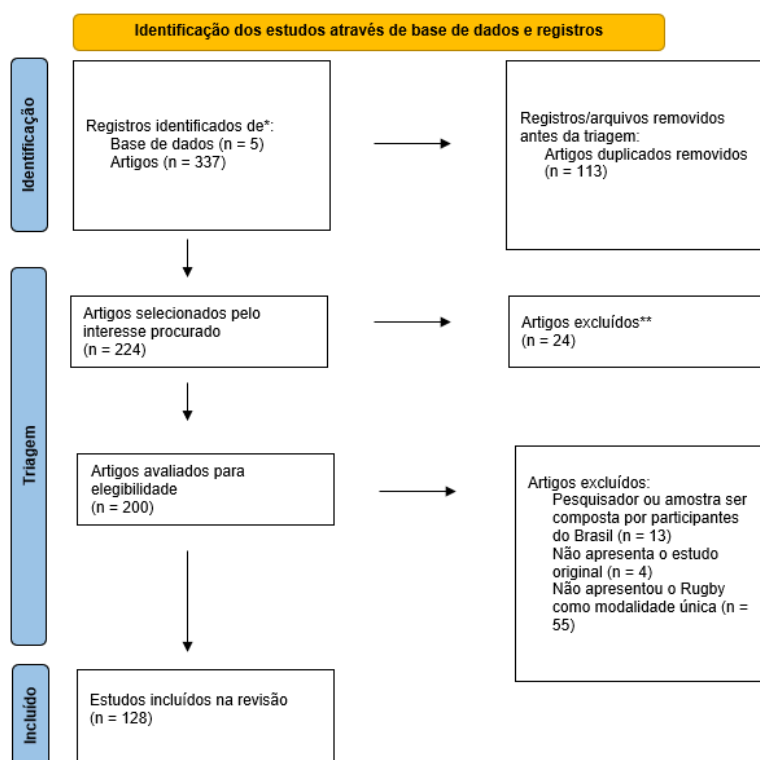 Identificação dos estudos através de base de dados e registros
Identificação
Registros identificados de*:
Base de dados (n = 5)
Artigos (n = 337)
Registros/arquivos removidos
antes da triagem:
Artigos duplicados removidos
(n = 113)
Triagem
Artigos selecionados pelo
interesse procurado
(n = 224)
Artigos excluídos**
(n = 24)
Artigos avaliados para
elegibilidade
(n = 200)
Artigos excluídos:
Pesquisador ou amostra ser
composta por participantes
do Brasil (n = 13)
Não apresenta o estudo
original (n = 4)
Não apresentou o Rugby
como modalidade única (n =
55)
Incluído
Estudos incluídos na revisão
(n = 128)